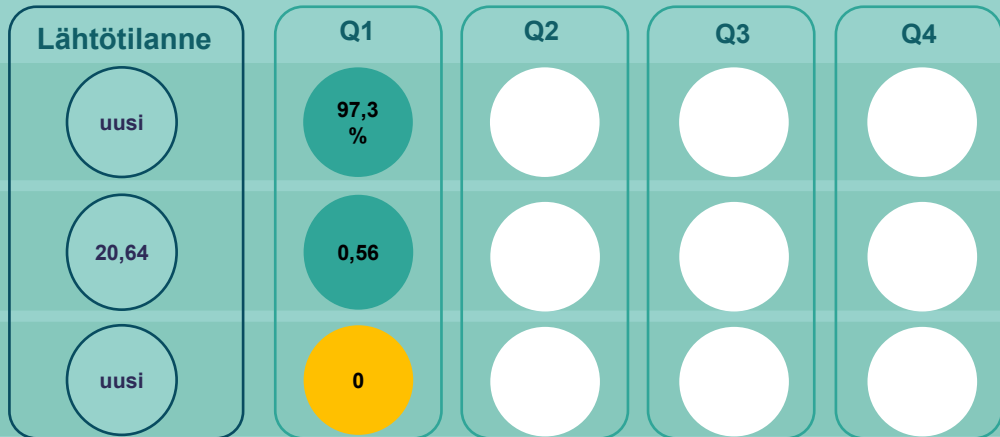 Lähtötilanne
Q1
Q2
Q3
Q4
uusi
97,3
%
20,64
0,56
uusi
0